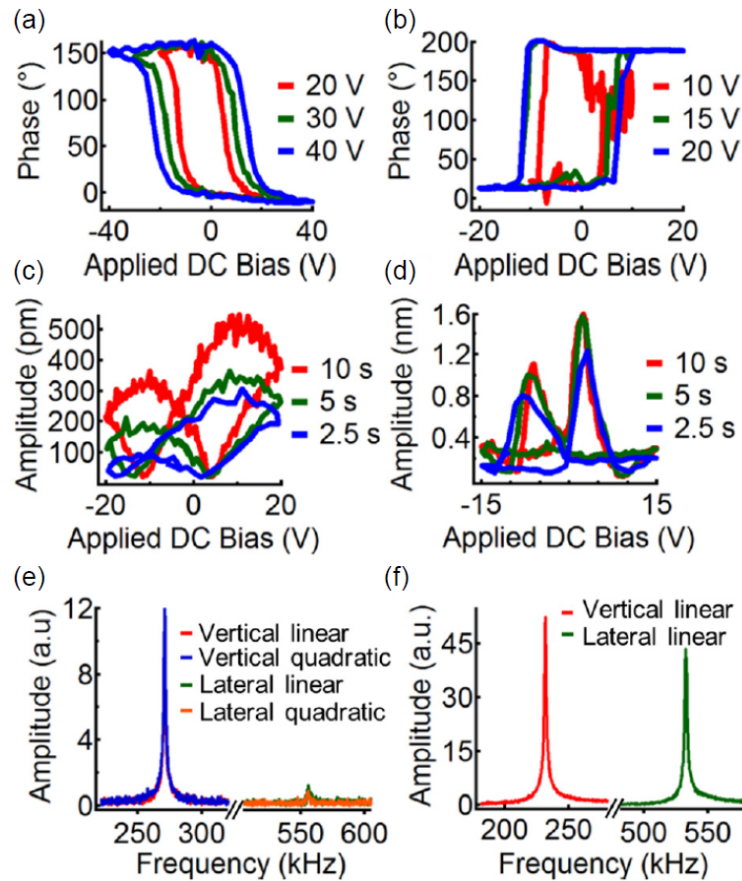 (a)
150
100
50
0
Phase (°)
20 V
30 V
40 V
-40
0
40
Applied DC Bias (V)
(b)
200
150
100
50
0
Phase (°)
10 V
15 V
20 V
-20
0
20
Applied DC Bias (V)
(c)
500
400
300
200
100
Amplitude (pm)
10 s
5 s
2.5 s
-20
0
20
Applied DC Bias (V)
(d)
1.6
1.2
0.8
0.4
Amplitude (nm)
10 s
5 s
2.5 s
-15
15
Applied DC Bias (V)
(e)
12
8
4
0
Amplitude (a.u)
Vertical linear
Vertical quadratic
Lateral linear
Lateral quadratic
250
300
550
600
Frequency (kHz)
(f)
45
30
15
0
Amplitude (a.u.)
Vertical linear
Lateral linear
200
250
500
550
Frequency (kHz)